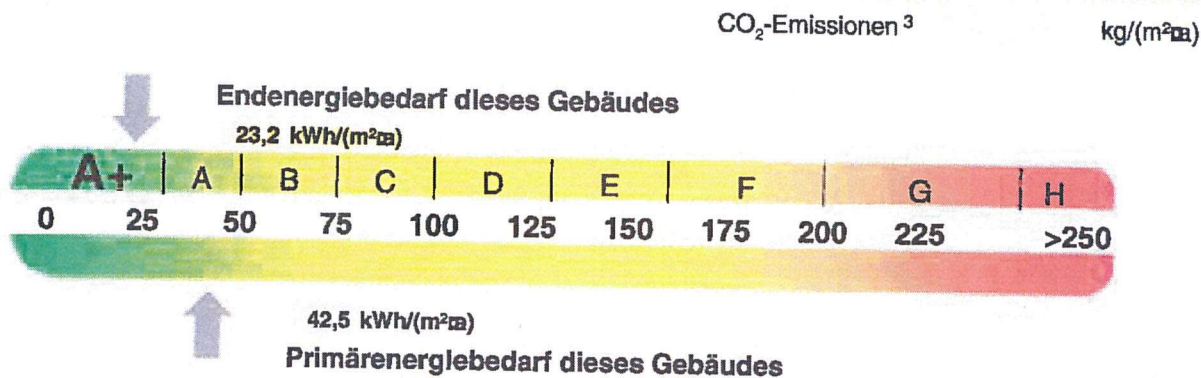 CO₂-Emissionen ³ kg/(m²a)
Endenergiebedarf dieses Gebäudes
23,2 kWh/(m²a)
A+ A B C D E F G H
0 25 50 75 100 125 150 175 200 225 >250
42,5 kWh/(m²a)
Primärenergiebedarf dieses Gebäudes